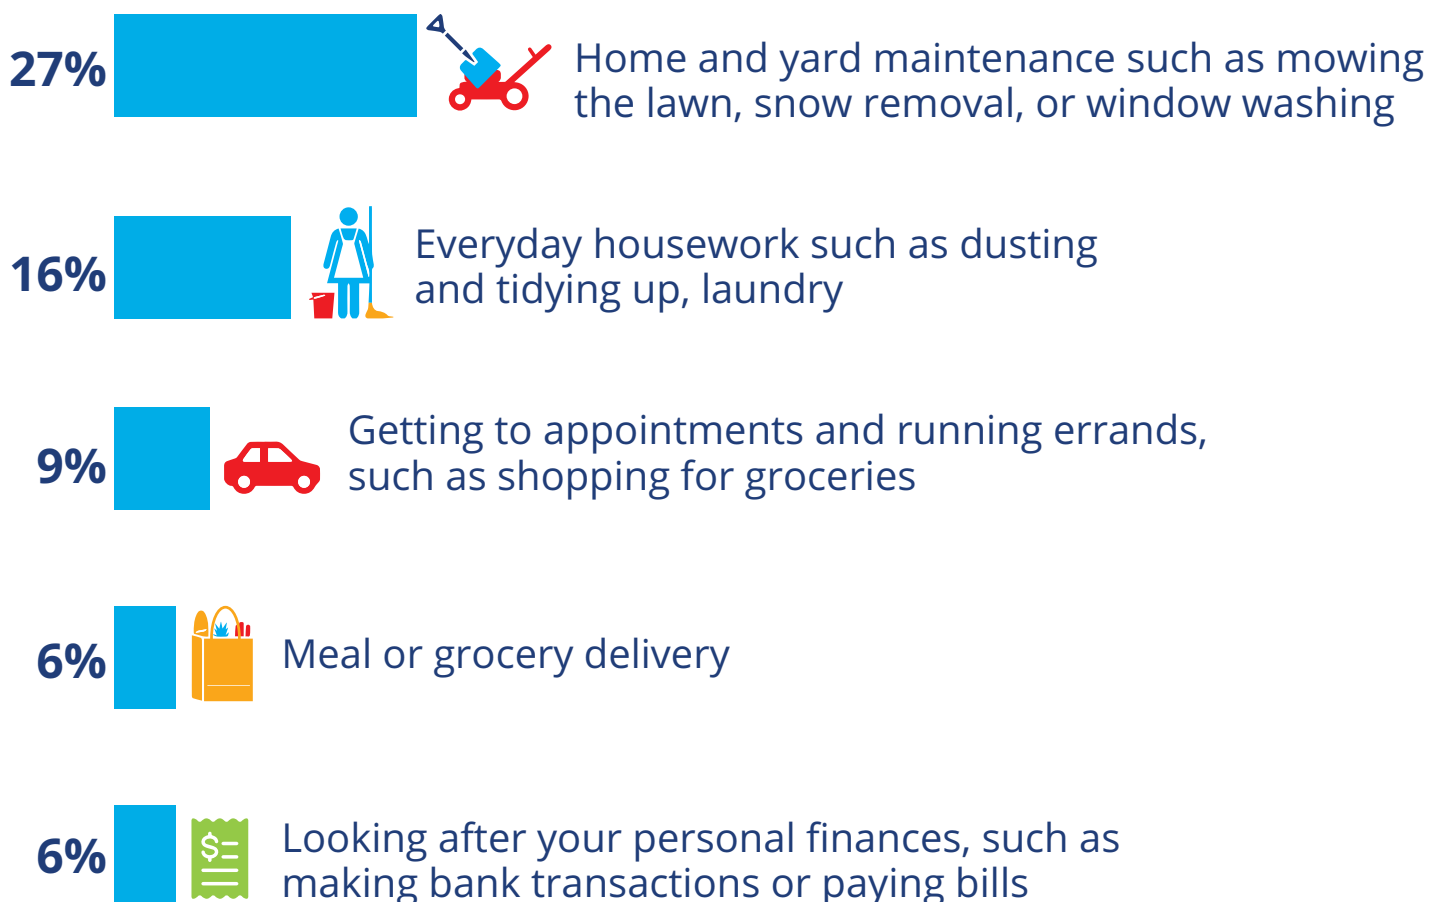 27%
Home and yard maintenance such as mowing
the lawn, snow removal, or window washing
16%
Everyday housework such as dusting
and tidying up, laundry
9%
Getting to appointments and running errands,
such as shopping for groceries
6%
Meal or grocery delivery
6%
$
Looking after your personal finances, such as
making bank transactions or paying bills